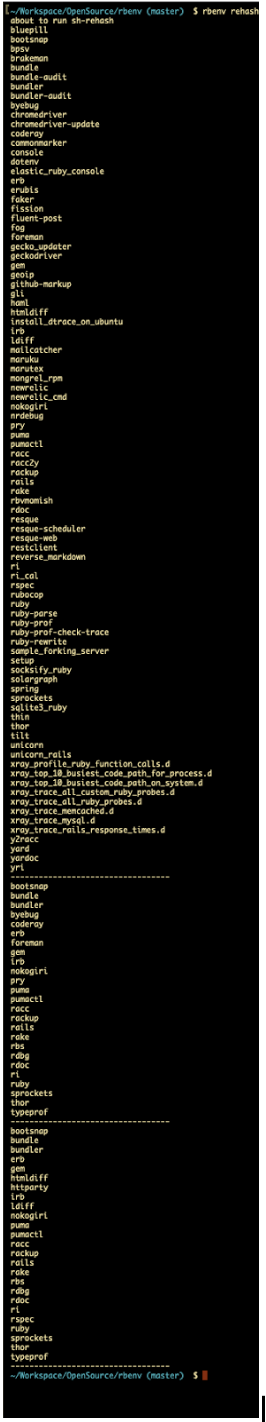 ~/Workspace/OpenSource/rbenv (master)  $ rbenv rehash
about to run sh-rehash
bluepill
bootsnap
bpsv
brakeman
bundle
bundle-audit
bundler
bundler-audit
byebug
chromedriver
chromedriver-update
coderay
commonmarker
console
dotenv
elastic_ruby_console
erb
erubis
faker
fission
fluent-post
fog
foreman
gecko_updater
geckodriver
gem
geoip
github-markup
gli
haml
htmldiff
install_dtrace_on_ubuntu
irb
ldiff
mailcatcher
maruku
marutex
mongrel_rpm
newrelic
newrelic_cmd
nokogiri
nrdebug
pry
puma
pumactl
racc
racc2y
rackup
rails
rake
rbvmomish
rdoc
resque
resque-scheduler
resque-web
restclient
reverse_markdown
ri
ri_cal
rspec
rubocop
ruby
ruby-parse
ruby-prof
ruby-prof-check-trace
ruby-rewrite
sample_forking_server
setup
socksify_ruby
solargraph
spring
sprockets
sqlite3_ruby
thin
thor
tilt
unicorn
unicorn_rails
xray_profile_ruby_function_calls.d
xray_top_10_busiest_code_path_for_process.d
xray_top_10_busiest_code_path_on_system.d
xray_trace_all_custom_ruby_probes.d
xray_trace_all_ruby_probes.d
xray_trace_memcached.d
xray_trace_mysql.d
xray_trace_rails_response_times.d
y2racc
yard
yardoc
yri
-----------------------------------
bootsnap
bundle
bundler
byebug
coderay
erb
foreman
gem
irb
nokogiri
pry
puma
pumactl
racc
rackup
rails
rake
rbs
rdbg
rdoc
ri
ruby
sprockets
thor
typeprof
-----------------------------------
bootsnap
bundle
bundler
erb
gem
htmldiff
httparty
irb
ldiff
nokogiri
puma
pumactl
racc
rackup
rails
rake
rbs
rdbg
rdoc
ri
rspec
ruby
sprockets
thor
typeprof
-----------------------------------
~/Workspace/OpenSource/rbenv (master)  $